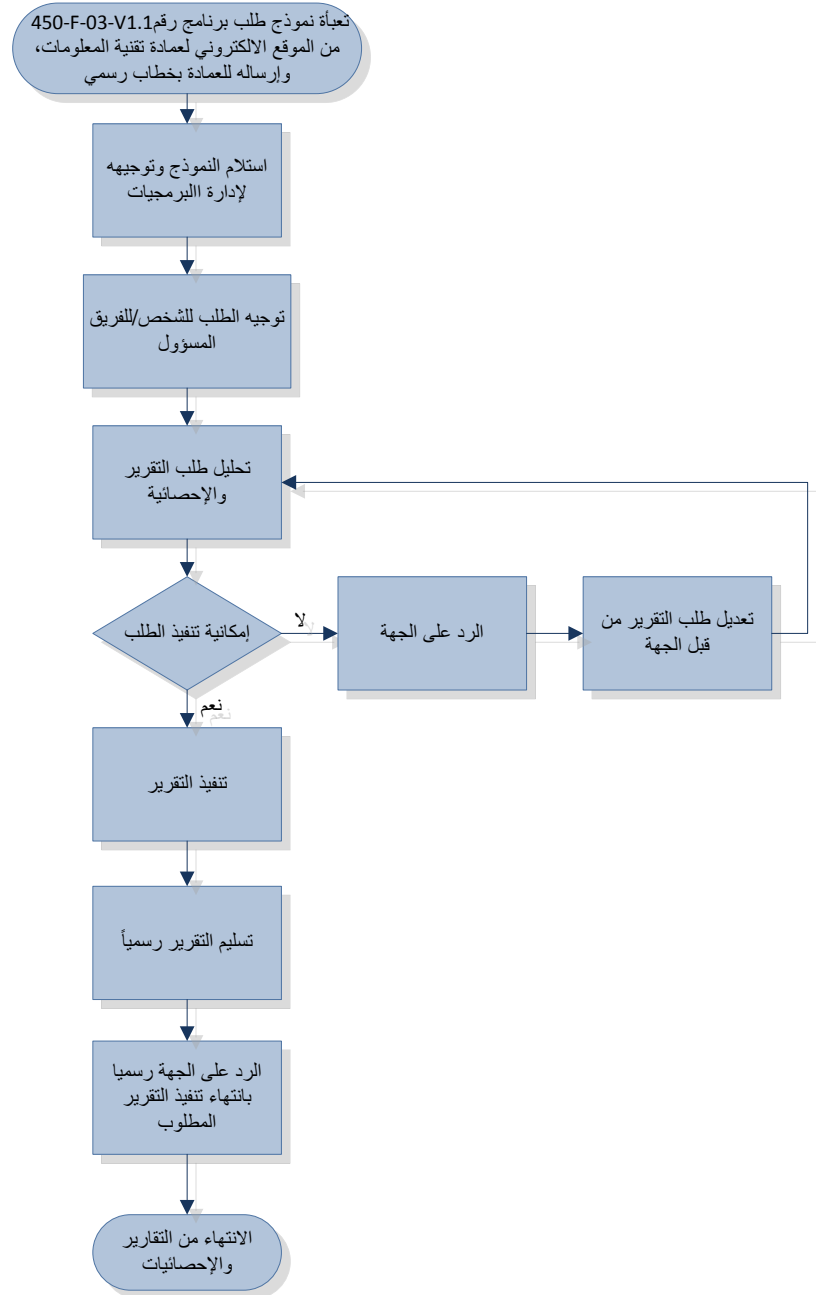 تعبأة نموذج طلب برنامج رقم450-F-03-V1.1
من الموقع الالكتروني لعمادة تقنية المعلومات،
وإرساله للعمادة بخطاب رسمي
استلام النموذج وتوجيهه
لإدارة االبرمجيات
توجيه الطلب للشخص/للفريق
المسؤول
تحليل طلب التقرير
والإحصائية
إمكانية تنفيذ الطلب
لا
الرد على الجهة
تعديل طلب التقرير من
قبل الجهة
نعم
تنفيذ التقرير
تسليم التقرير رسمياً
الرد على الجهة رسميا
بانتهاء تنفيذ التقرير
المطلوب
الانتهاء من التقارير
والإحصائيات